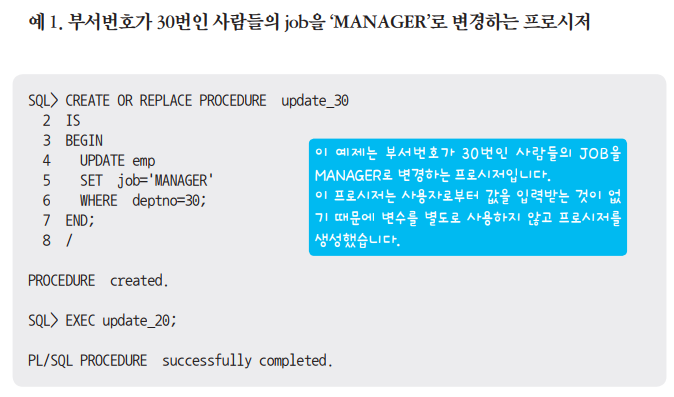 예 1. 부서번호가 30번인 사람들의 job을 ‘MANAGER’로 변경하는 프로시저
SQL> CREATE OR REPLACE PROCEDURE update_30
2 IS
3 BEGIN
4 UPDATE emp
5 SET job='MANAGER'
6 WHERE deptno=30;
7 END;
8 /
이 예제는 부서번호가 30번인 사람들의 JOB을
MANAGER로 변경하는 프로시저입니다.
이 프로시저는 사용자로부터 값을 입력받는 것이 없
기 때문에 변수를 별도로 사용하지 않고 프로시저를
생성했습니다.
PROCEDURE created.
SQL> EXEC update_20;
PL/SQL PROCEDURE successfully completed.